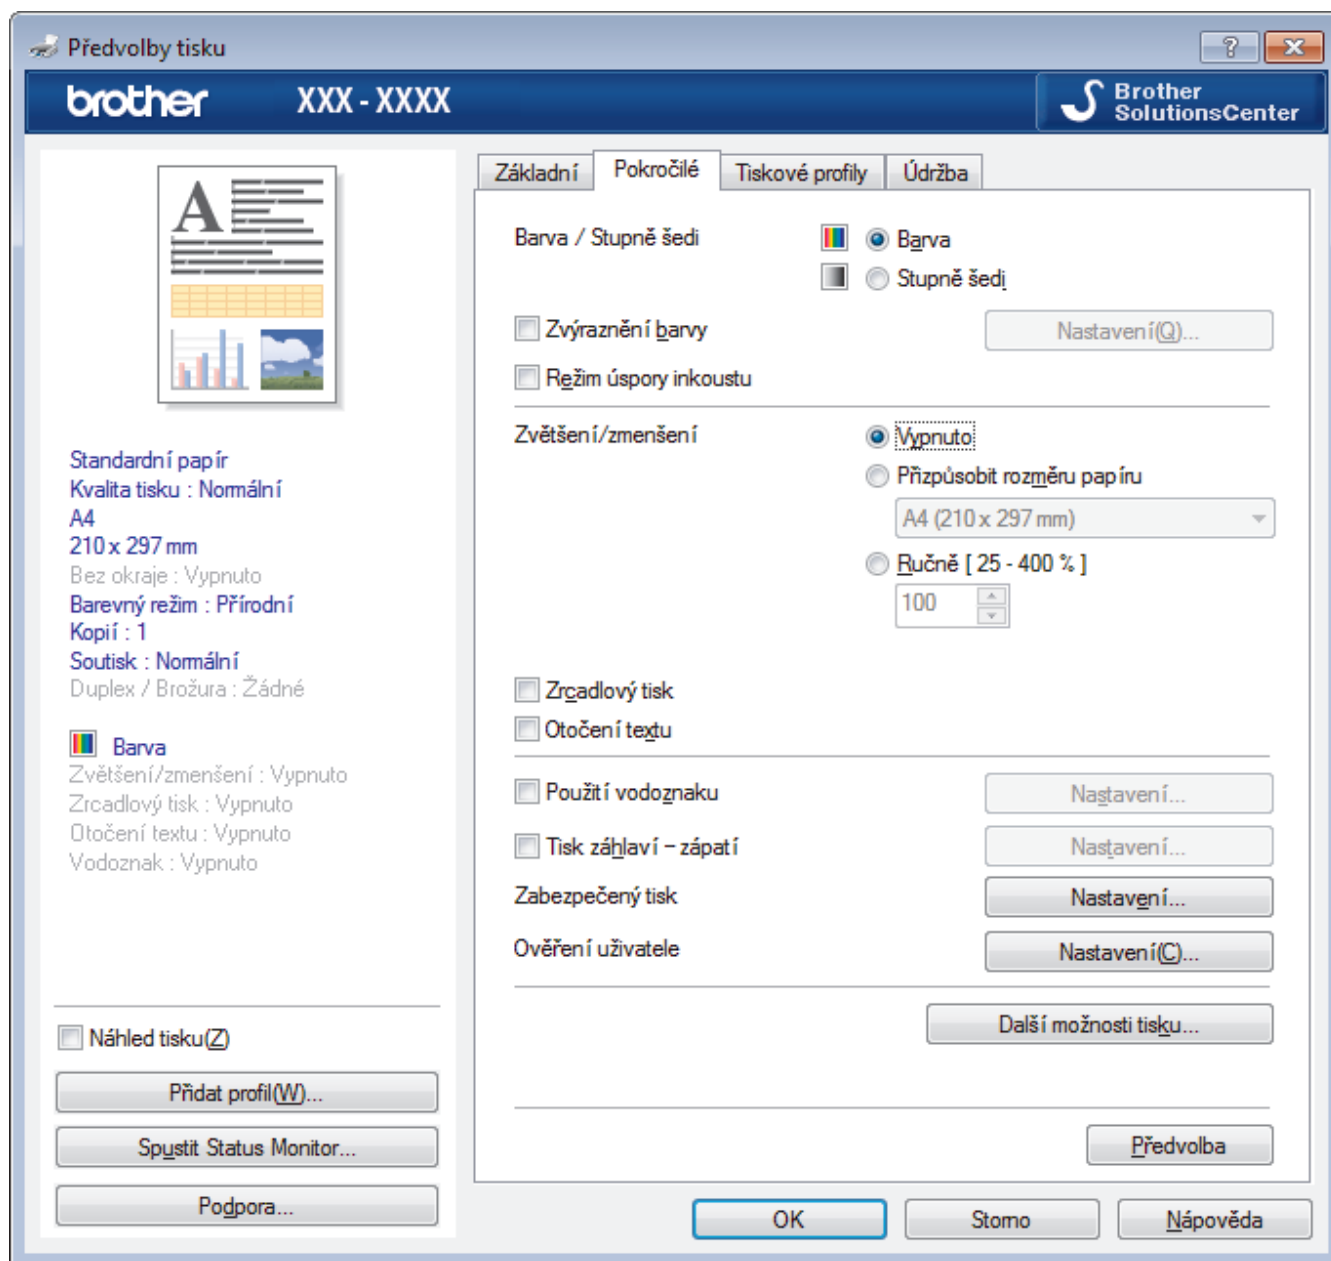 Předvolby tisku
brother XXX - XXXX
Brother
SolutionsCenter
A
Standardní papír
Kvalita tisku : Normální
A4
210 x 297 mm
Bez okraje : Vypnuto
Barevný režim : Přírodní
Kopií : 1
Soutisk : Normální
Duplex / Brožura : Žádné
Barva
Zvětšení/zmenšení : Vypnuto
Zrcadlový tisk : Vypnuto
Otočení textu : Vypnuto
Vodoznak : Vypnuto
Náhled tisku(Z)
Přidat profil(W)...
Spustit Status Monitor...
Podpora...
Základní Pokročilé Tiskové profily Údržba
Barva / Stupně šedi Barva
Stupně šedi
Zvýraznění barvy Nastavení(Q)...
Režim úspory inkoustu
Zvětšení/zmenšení Vypnuto
Přizpůsobit rozměru papíru
A4 (210 x 297 mm)
Ručně [ 25 - 400 % ]
100
Zrcadlový tisk
Otočení textu
Použití vodoznaku Nastavení...
Tisk záhlaví – zápatí Nastavení...
Zabezpečený tisk Nastavení...
Ověření uživatele Nastavení(C)...
Další možnosti tisku...
Předvolba
OK Storno Nápověda